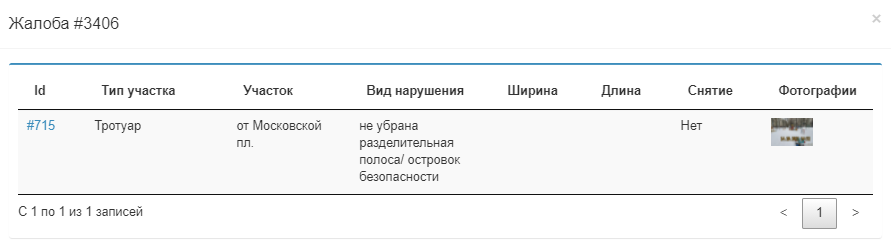 Жалоба #3406 ×
Id Тип участка Участок Вид нарушения Ширина Длина Снятие Фотографии
#715 Тротуар от Московской не убрана Нет
пл. разделительная
полоса/ островок
безопасности
С 1 по 1 из 1 записей < 1 >